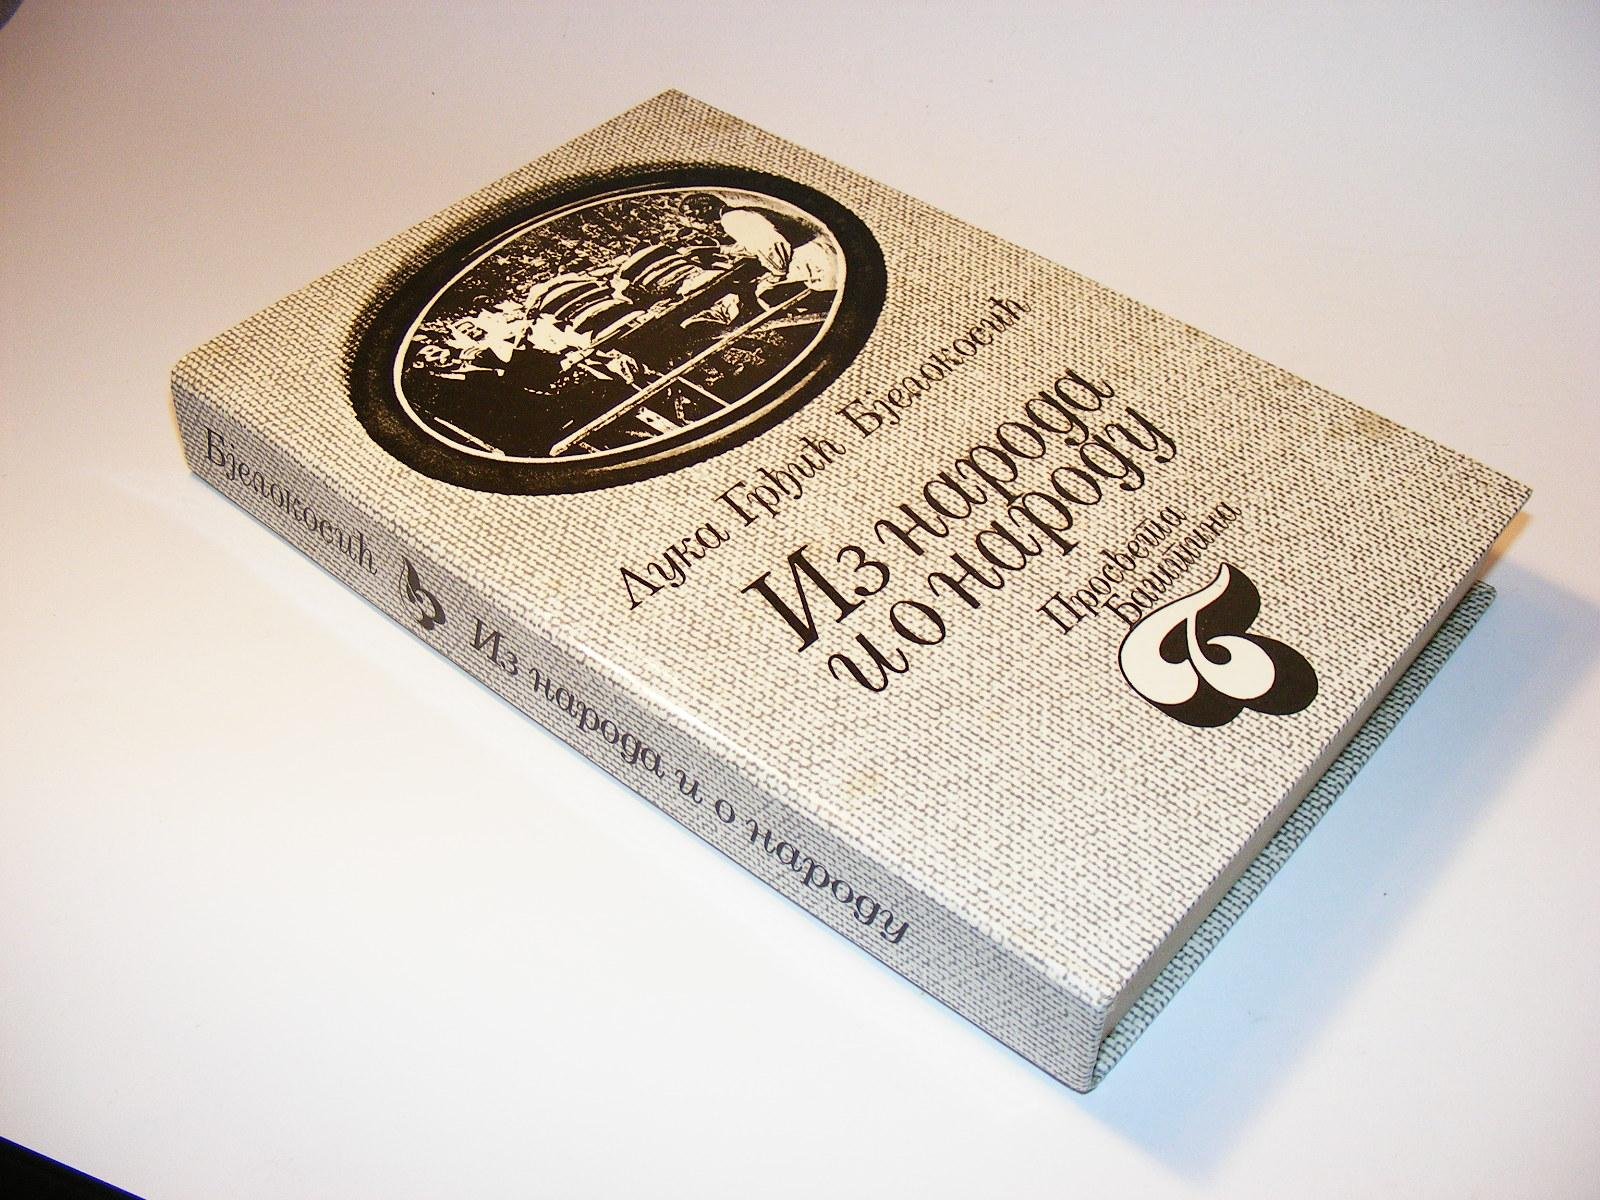 Лука Грђић Бјелокосић
Из народа
и о народу
Просвета
Баштина
Бјелокосић Из народа и о народу